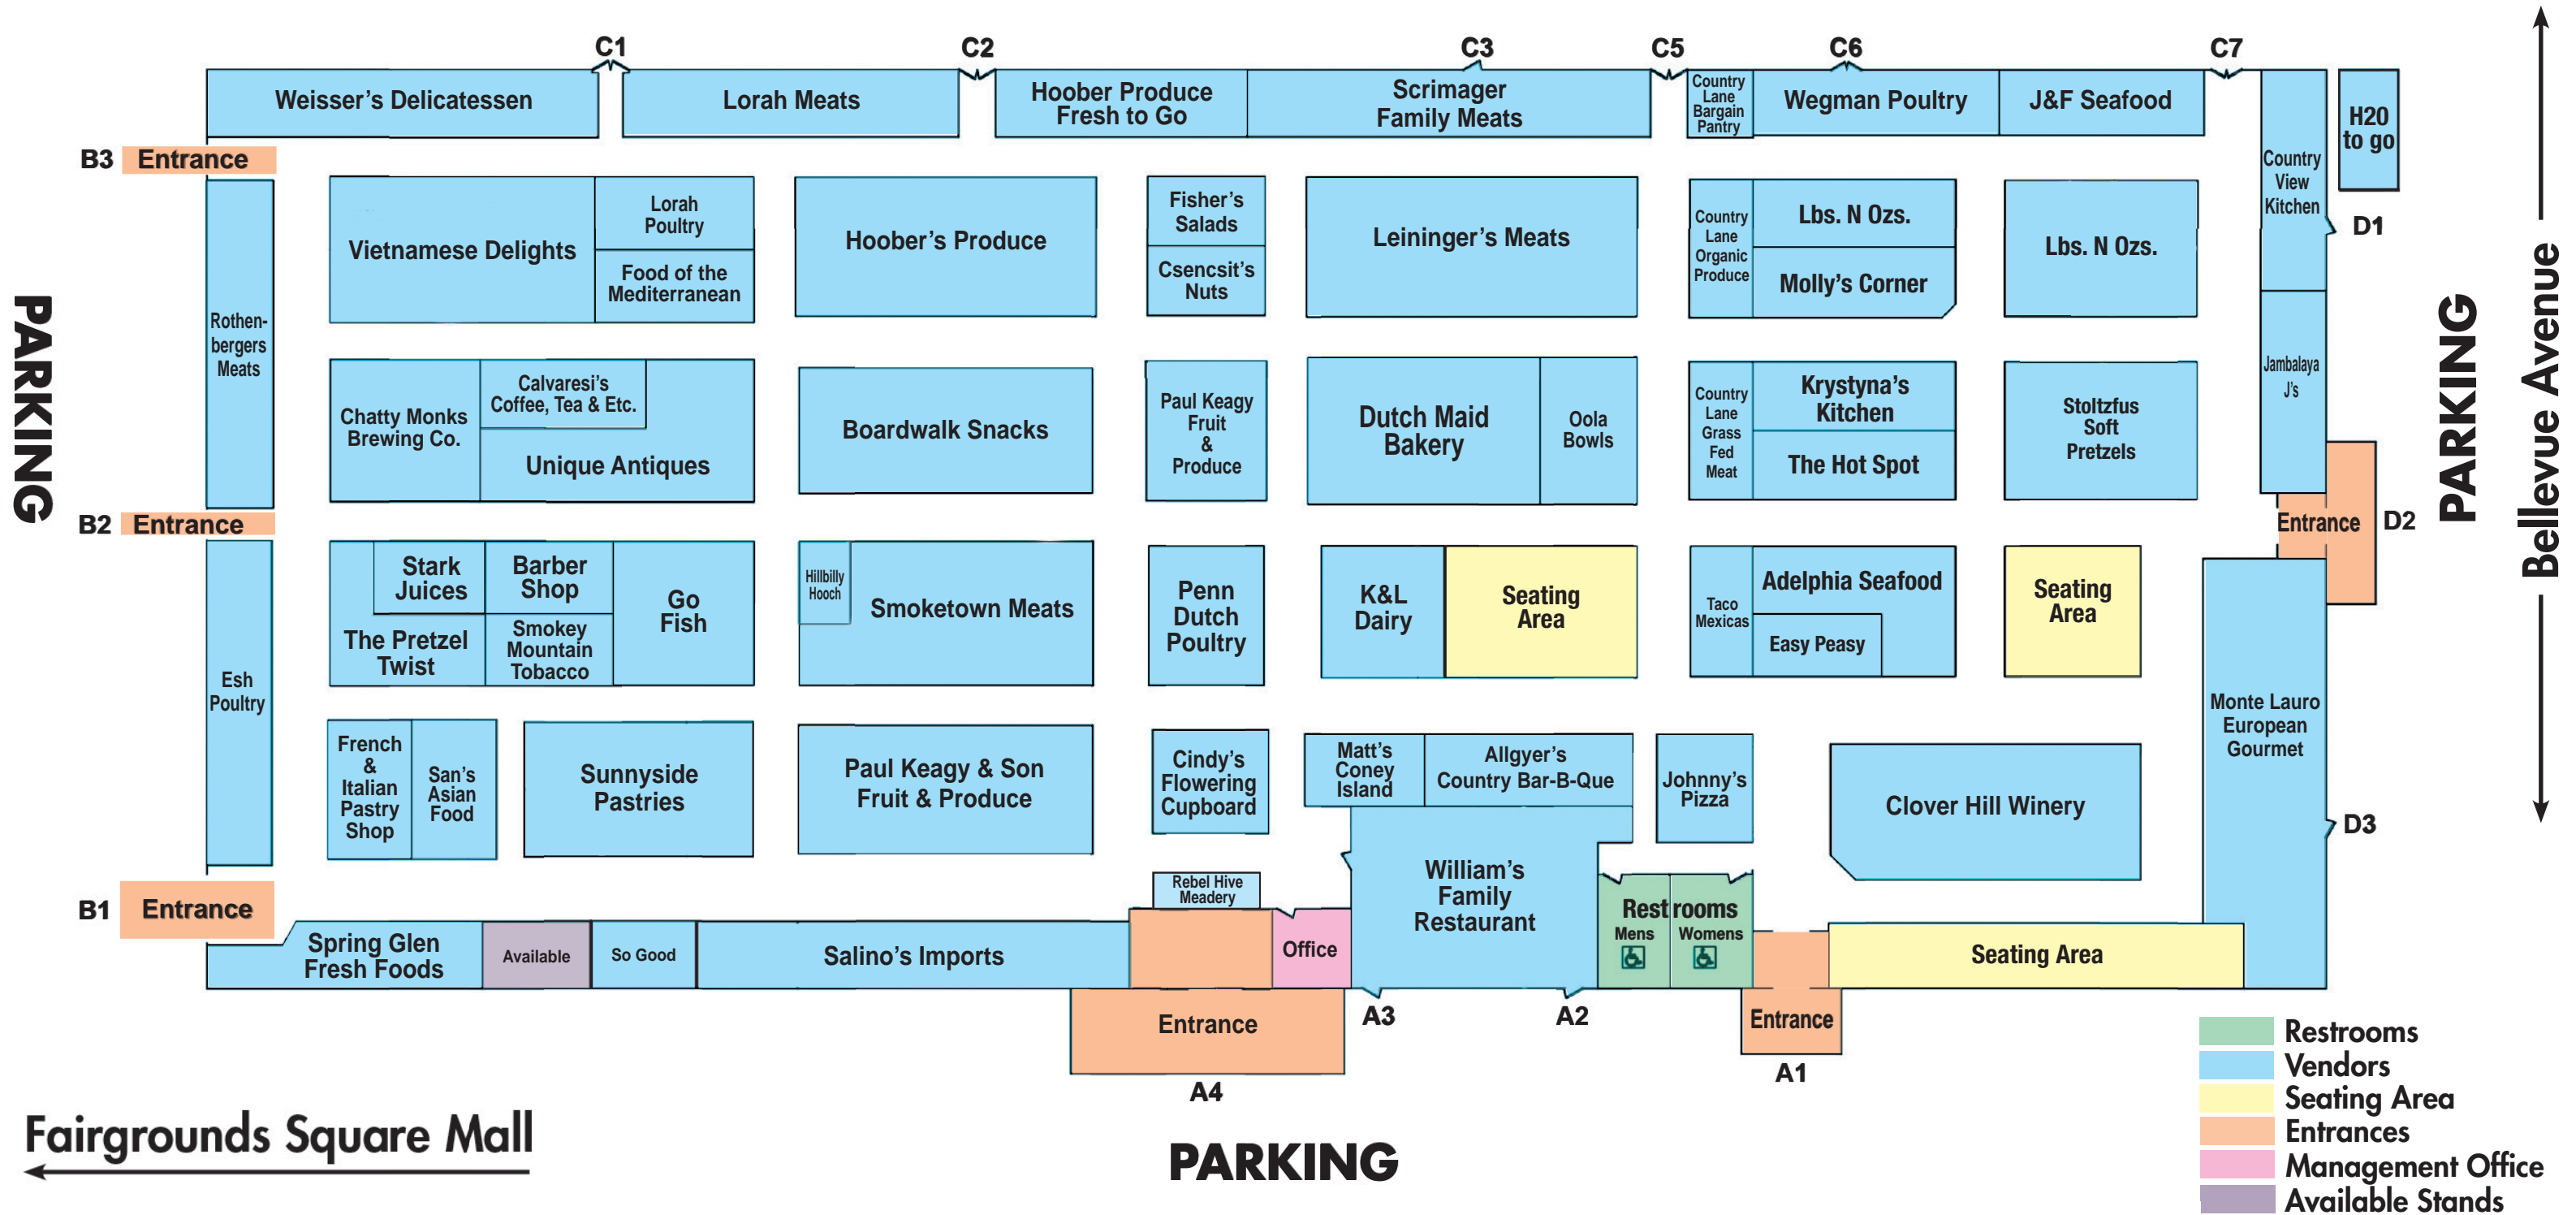 C1
C2
C3
C5
C6
C7
Weisser's Delicatessen
Lorah Meats
Hoober Produce
Fresh to Go
Scrimager
Family Meats
Country
Lane
Bargain
Pantry
Wegman Poultry
J&F Seafood
Country
View
Kitchen
H20
to go
D1
B3
Entrance
Rothen-
bergers
Meats
Vietnamese Delights
Lorah
Poultry
Food of the
Mediterranean
Hoober's Produce
Fisher's
Salads
Csencsit's
Nuts
Leininger's Meats
Country
Lane
Organic
Produce
Lbs. N Ozs.
Molly's Corner
Lbs. N Ozs.
Jambalaya
J's
PARKING
PARKING
Bellevue Avenue
Chatty Monks
Brewing Co.
Calvaresi's
Coffee, Tea & Etc.
Unique Antiques
Boardwalk Snacks
Paul Keagy
Fruit
&
Produce
Dutch Maid
Bakery
Oola
Bowls
Country
Lane
Grass
Fed
Meat
Krystyna's
Kitchen
The Hot Spot
Stoltzfus
Soft
Pretzels
B2
Entrance
Entrance
D2
Esh
Poultry
Stark
Juices
The Pretzel
Twist
Barber
Shop
Smokey
Mountain
Tobacco
Go
Fish
Hillbilly
Hooch
Smoketown Meats
Penn
Dutch
Poultry
K&L
Dairy
Seating
Area
Taco
Mexicas
Adelphia Seafood
Easy Peasy
Seating
Area
Monte Lauro
European
Gourmet
D3
French
&
Italian
Pastry
Shop
San's
Asian
Food
Sunnyside
Pastries
Paul Keagy & Son
Fruit & Produce
Cindy's
Flowering
Cupboard
Matt's
Coney
Island
Allgyer's
Country Bar-B-Que
Johnny's
Pizza
Clover Hill Winery
B1
Entrance
Spring Glen
Fresh Foods
Available
So Good
Salino's Imports
Rebel Hive
Meadery
Office
William's
Family
Restaurant
Restrooms
Mens
Womens
Seating Area
Entrance
A4
A3
A2
Entrance
A1
Fairgrounds Square Mall
PARKING
Restrooms
Vendors
Seating Area
Entrances
Management Office
Available Stands